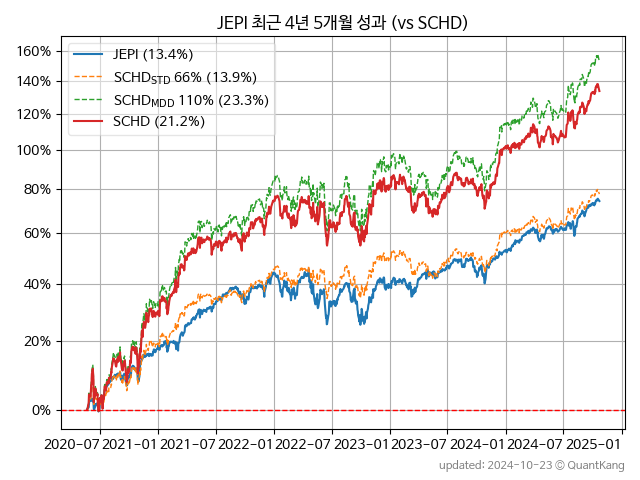 JEPI 최근 4년 5개월 성과 (vs SCHD)
JEPI (13.4%)
SCHD_STD 66% (13.9%)
SCHD_MDD 110% (23.3%)
SCHD (21.2%)
160%
140%
120%
100%
80%
60%
40%
20%
0%
2020-07 2021-01 2021-07 2022-01 2022-07 2023-01 2023-07 2024-01 2024-07 2025-01
updated: 2024-10-23 © QuantKang